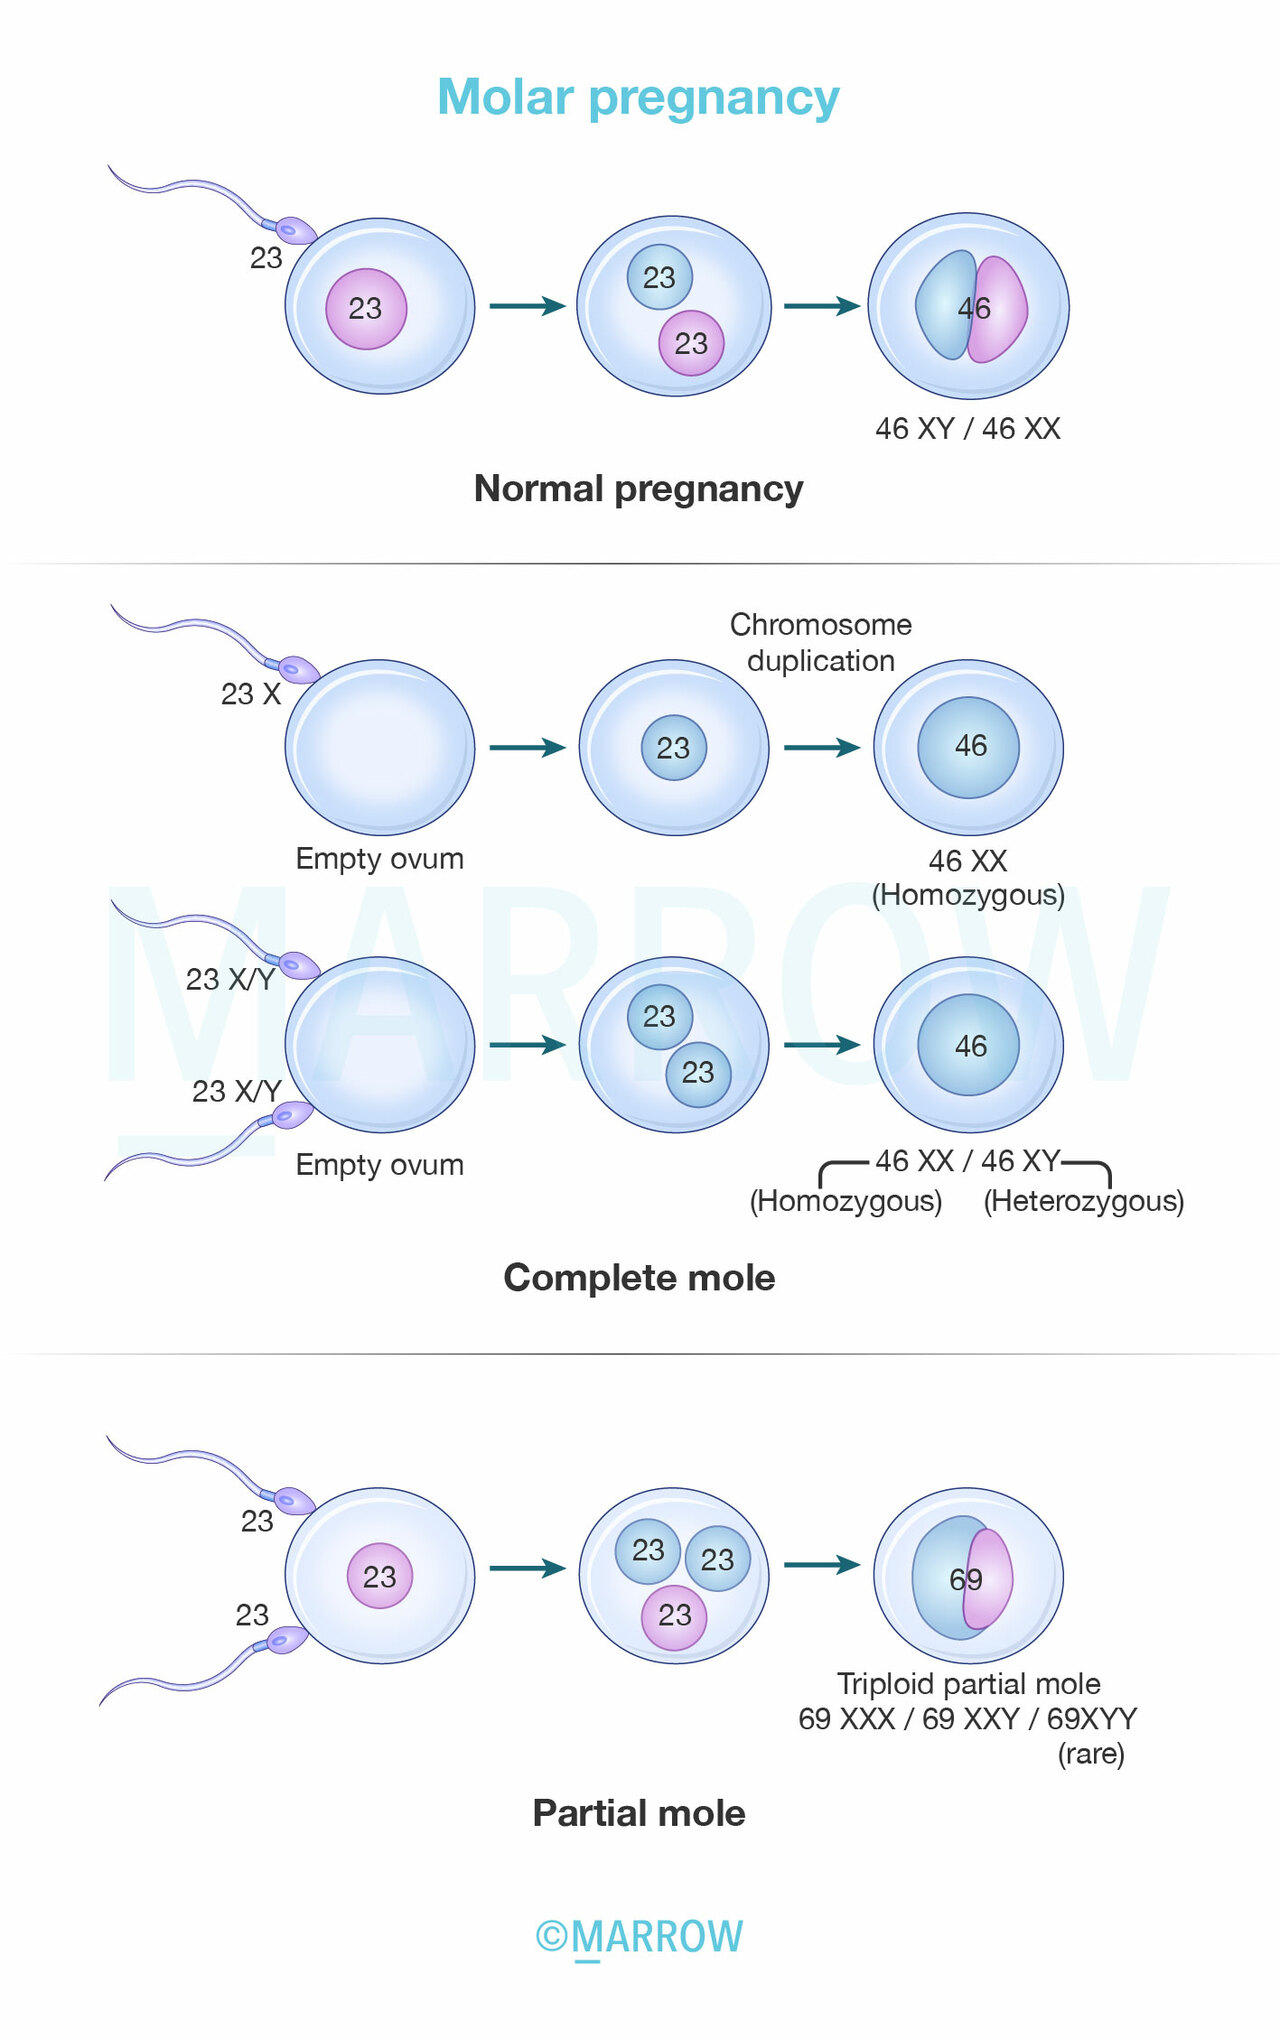 Molar pregnancy
23
23
23
23
46
46 XY / 46 XX
Normal pregnancy
Chromosome
duplication
23 X
23
46
Empty ovum
46 XX
(Homozygous)
23 X/Y
23 X/Y
23
23
46
Empty ovum
46 XX / 46 XY
(Homozygous) (Heterozygous)
Complete mole
MARROW
23
23
23
23
23
23
69
Triploid partial mole
69 XXX / 69 XXY / 69XYY
(rare)
Partial mole
©MARROW